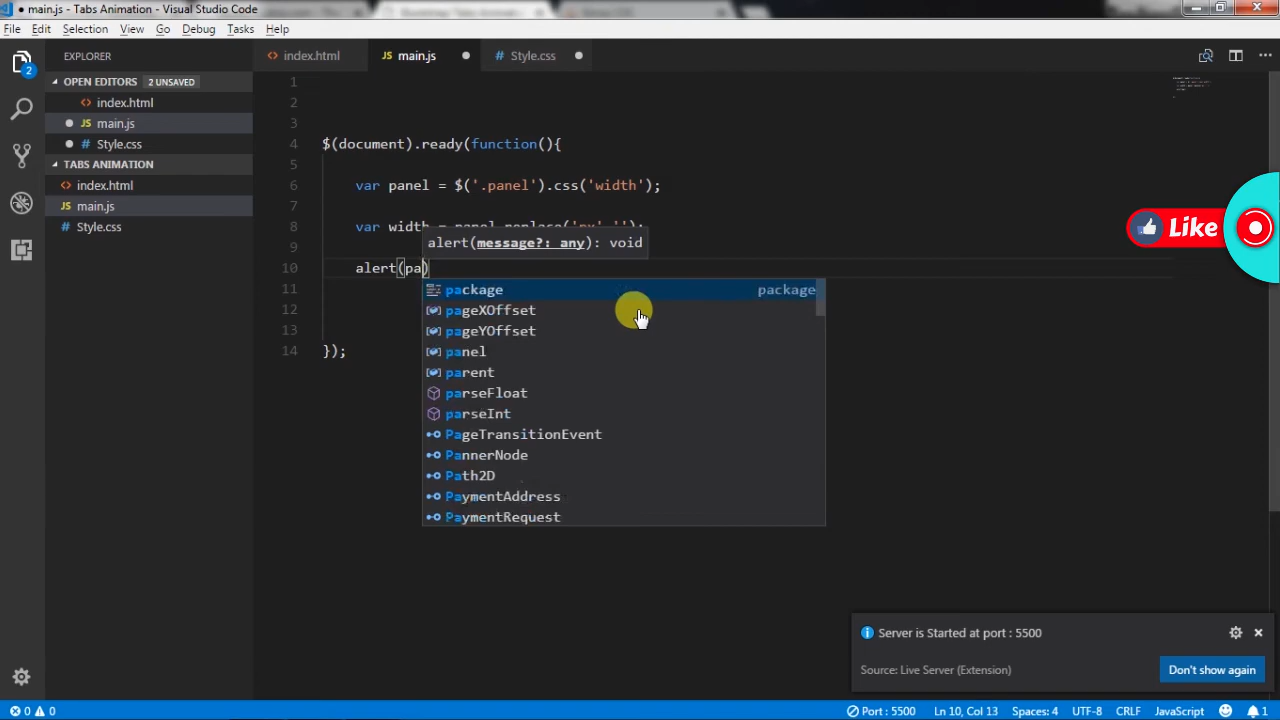 main.js - Tabs Animation - Visual Studio Code
File Edit Selection View Go Debug Tasks Help
EXPLORER
OPEN EDITORS 2 UNSAVED
index.html
main.js
Style.css
TABS ANIMATION
index.html
main.js
Style.css
2
index.html main.js Style.css
1
2
3
4 $(document).ready(function(){
5
6 var panel = $('.panel').css('width');
7
8 var width = panel.replace('px','');
9
alert(message?: any): void
10 alert(pa)
11
12
13
14 });
package package
pageXOffset
pageYOffset
panel
parent
parseFloat
parseInt
PageTransitionEvent
PannerNode
Path2D
PaymentAddress
PaymentRequest
Like
Server is Started at port : 5500
Source: Live Server (Extension) Don't show again
0 0 Port : 5500 Ln 10, Col 13 Spaces: 4 UTF-8 CRLF JavaScript 1